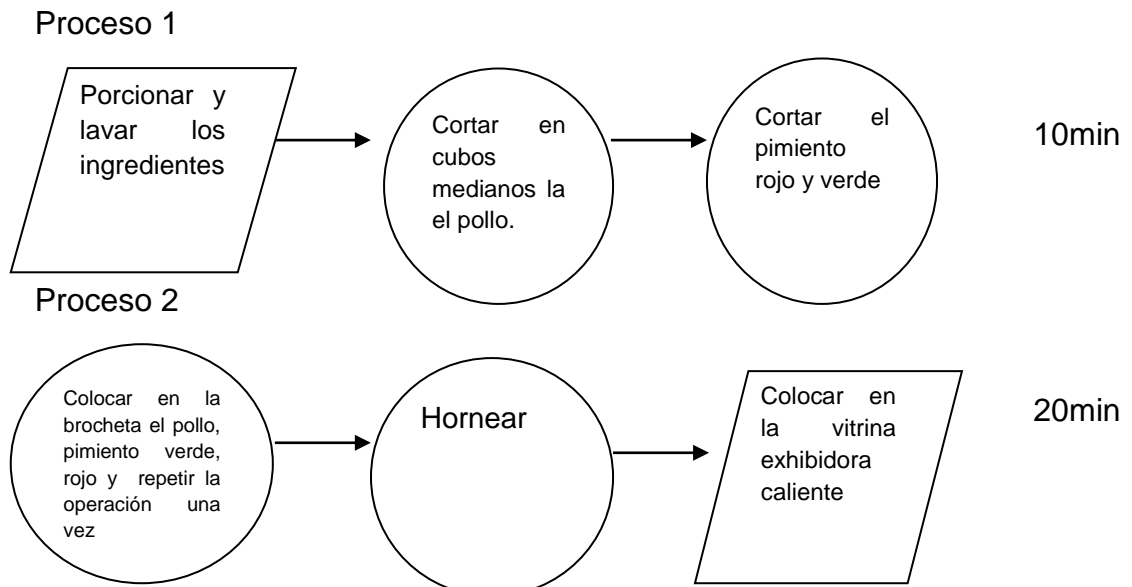 Proceso 1
Porcionar y
lavar los
ingredientes
Cortar en
cubos
medianos la
el pollo.
Cortar el
pimiento
rojo y verde
10min
Proceso 2
Colocar en la
brocheta el pollo,
pimiento verde,
rojo y repetir la
operación una
vez
Hornear
Colocar en
la vitrina
exhibidora
caliente
20min